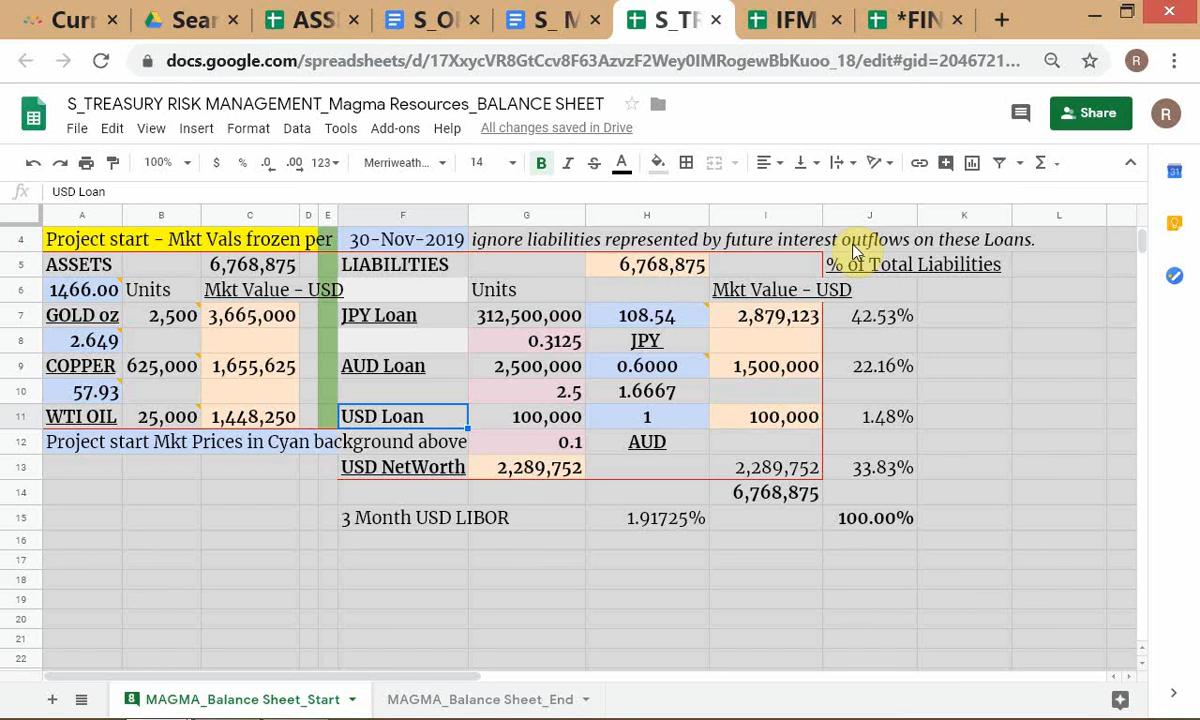 Curr
Sear
ASS
S_OI
S_ M
S_TF
IFM
*FIN
docs.google.com/spreadsheets/d/17XxycVR8GtCcv8F63AzvzF2Wey0IMRogewBbKuoo_18/edit#gid=2046721...
R
S_TREASURY RISK MANAGEMENT_Magma Resources_BALANCE SHEET
File Edit View Insert Format Data Tools Add-ons Help All changes saved in Drive
Share
R
100% $ % .0 .00 123 Merriweath... 14 B I S A
31
fx USD Loan
A B C D E F G H I J K L
4 Project start - Mkt Vals frozen per 30-Nov-2019 ignore liabilities represented by future interest outflows on these Loans.
5 ASSETS 6,768,875 LIABILITIES 6,768,875 % of Total Liabilities
6 1466.00 Units Mkt Value - USD Units Mkt Value - USD
7 GOLD oz 2,500 3,665,000 JPY Loan 312,500,000 108.54 2,879,123 42.53%
8 2.649 0.3125 JPY
9 COPPER 625,000 1,655,625 AUD Loan 2,500,000 0.6000 1,500,000 22.16%
10 57.93 2.5 1.6667
11 WTI OIL 25,000 1,448,250 USD Loan 100,000 1 100,000 1.48%
12 Project start Mkt Prices in Cyan background above 0.1 AUD
13 USD NetWorth 2,289,752 2,289,752 33.83%
14 6,768,875
15 3 Month USD LIBOR 1.91725% 100.00%
16
17
18
19
20
21
22
8 MAGMA_Balance Sheet_Start MAGMA_Balance Sheet_End